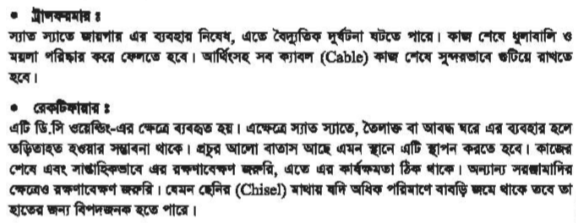 • ট্রান্সফরমার ঃ
স্যাত স্যাতে জায়গায় এর ব্যবহার নিষেধ, এতে বৈদ্যুতিক দুর্ঘটনা ঘটতে পারে। কাজ শেষে ধুলাবালি ও
ময়লা পরিষ্কার করে ফেলতে হবে। আর্থিংসহ সব ক্যাবল (Cable) কাজ শেষে সুন্দরভাবে গুটিয়ে রাখতে
হবে।
• রেকটিফায়ার ঃ
এটি ডি.সি ওয়েল্ডিং-এর ক্ষেত্রে ব্যবহৃত হয়। এক্ষেত্রে স্যাত স্যাতে, তৈলাক্ত বা আবদ্ধ ঘরে এর ব্যবহার হলে
তড়িতাহত হওয়ার সম্ভাবনা থাকে। প্রচুর আলো বাতাস আছে এমন স্থানে এটি স্থাপন করতে হবে। কাজের
শেষে এবং সাপ্তাহিকভাবে এর রক্ষণাবেক্ষণ জরুরি, এতে এর কার্যক্ষমতা ঠিক থাকে। অন্যান্য সরঞ্জামাদির
ক্ষেত্রেও রক্ষণাবেক্ষণ জরুরি। যেমন ছেনির (Chisel) মাথায় যদি অধিক পরিমাণে বাবড়ি জমে থাকে তবে তা
হাতের জন্য বিপদজনক হতে পারে।